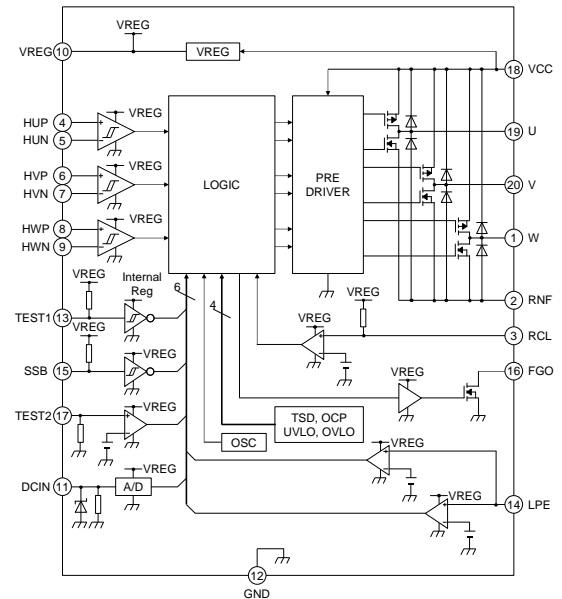 VREG
VREG 10 VREG
18 VCC
HUP 4 VREG
HUN 5
19 U
HVP 6 VREG
HVN 7
LOGIC
PRE
DRIVER
20 V
HWP 8 VREG
HWN 9
1 W
VREG Internal
Reg
6
4
2 RNF
TEST1 13
VREG
VREG
VREG
3 RCL
SSB 15 VREG
16 FGO
VREG
TEST2 17 VREG
TSD, OCP
UVLO, OVLO
OSC
VREG
DCIN 11 A/D VREG
VREG
14 LPE
12
GND